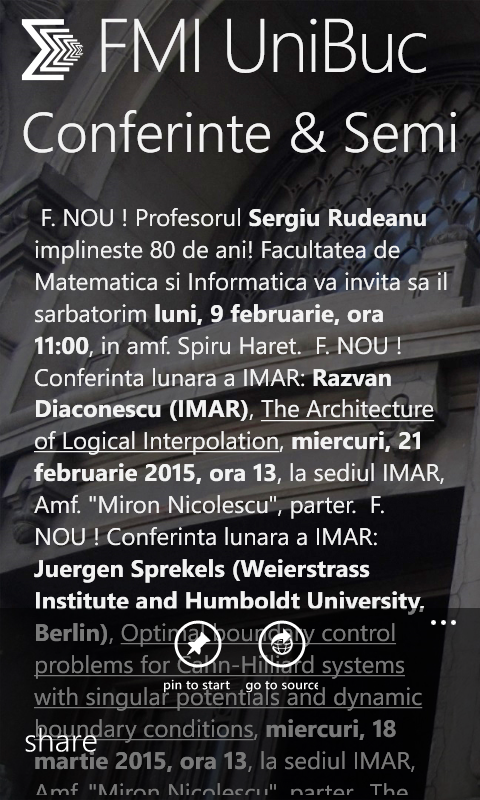 FMI UniBuc
Conferinte & Semi
F. NOU ! Profesorul Sergiu Rudeanu
implineste 80 de ani! Facultatea de
Matematica si Informatica va invita sa il
sarbatorim luni, 9 februarie, ora
11:00, in amf. Spiru Haret.  F. NOU !
Conferinta lunara a IMAR: Razvan
Diaconescu (IMAR), The Architecture
of Logical Interpolation, miercuri, 21
februarie 2015, ora 13, la sediul IMAR,
Amf. "Miron Nicolescu", parter.  F.
NOU ! Conferinta lunara a IMAR:
Juergen Sprekels (Weierstrass
Institute and Humboldt University,
Berlin), Optimal boundary control
problems for Cahn-Hilliard systems
with singular potentials and dynamic
boundary conditions, miercuri, 18
martie 2015, ora 13, la sediul IMAR,
Amf. "Miron Nicolescu", parter.  The
pin to start
go to source
share